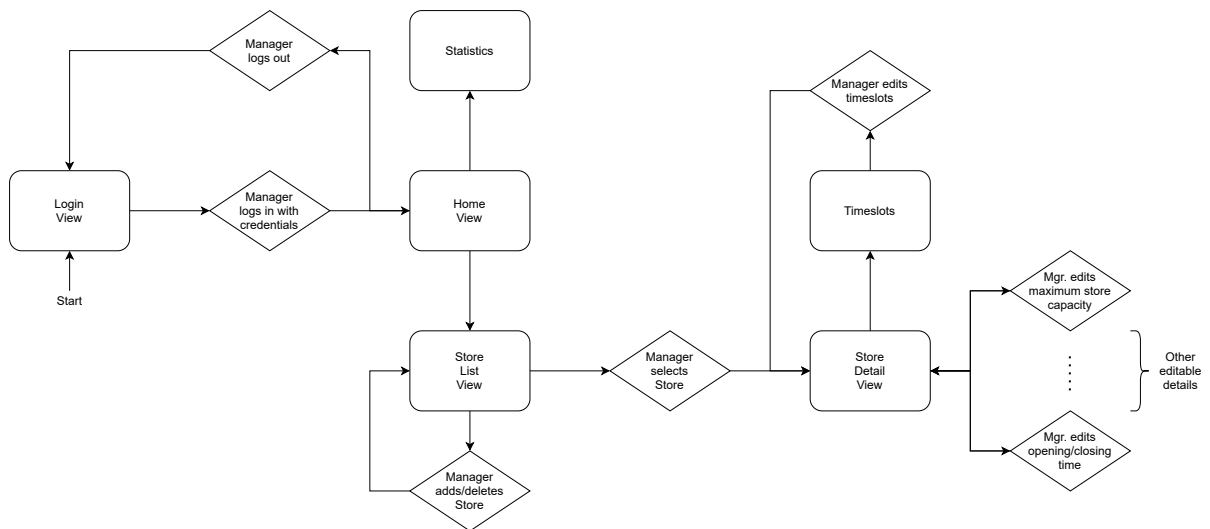 Manager
logs out
Statistics
Manager edits
timeslots
Login
View
Manager
logs in with
credentials
Home
View
Timeslots
Start
Mgr. edits
maximum store
capacity
Store
List
View
Manager
selects
Store
Store
Detail
View
Other
editable
details
Mgr. edits
opening/closing
time
Manager
adds/deletes
Store